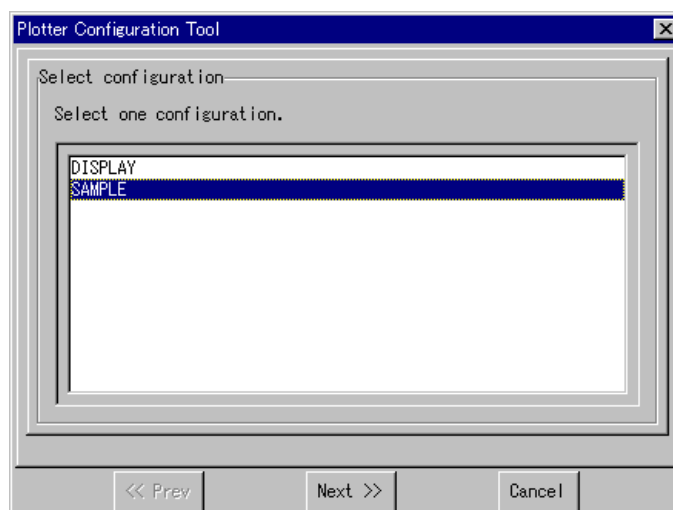 Plotter Configuration Tool
Select configuration
Select one configuration.
DISPLAY
SAMPLE
<< Prev Next >> Cancel